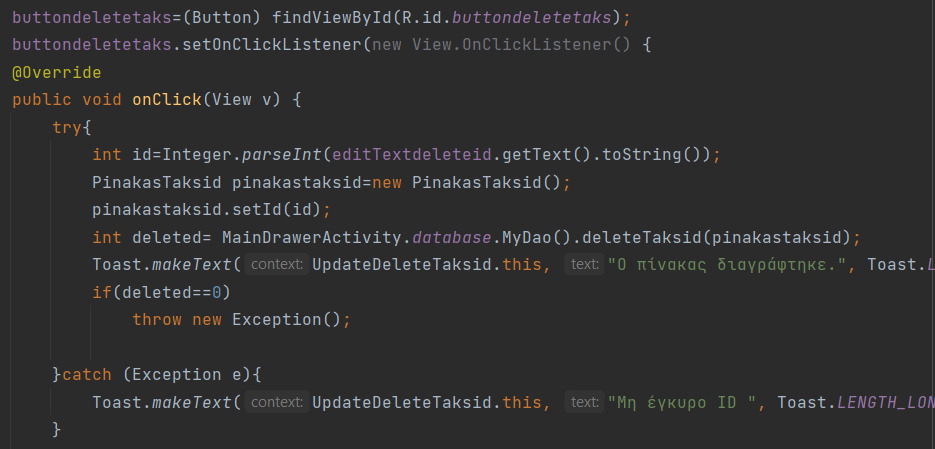 buttondeletetaks=(Button) findViewById(R.id.buttondeletetaks);
buttondeletetaks.setOnClickListener(new View.OnClickListener() {
@Override
public void onClick(View v) {
try{
int id=Integer.parseInt(editTextdeleteid.getText().toString());
PinakasTaksid pinakastaksid=new PinakasTaksid();
pinakastaksid.setId(id);
int deleted= MainDrawerActivity.database.MyDao().deleteTaksid(pinakastaksid);
Toast.makeText( context: UpdateDeleteTaksid.this, text: "Ο πίνακας διαγράφτηκε.", Toast.L
if(deleted==0)
throw new Exception();
}catch (Exception e){
Toast.makeText( context: UpdateDeleteTaksid.this, text: "Μη έγκυρο ID ", Toast.LENGTH_LON
}